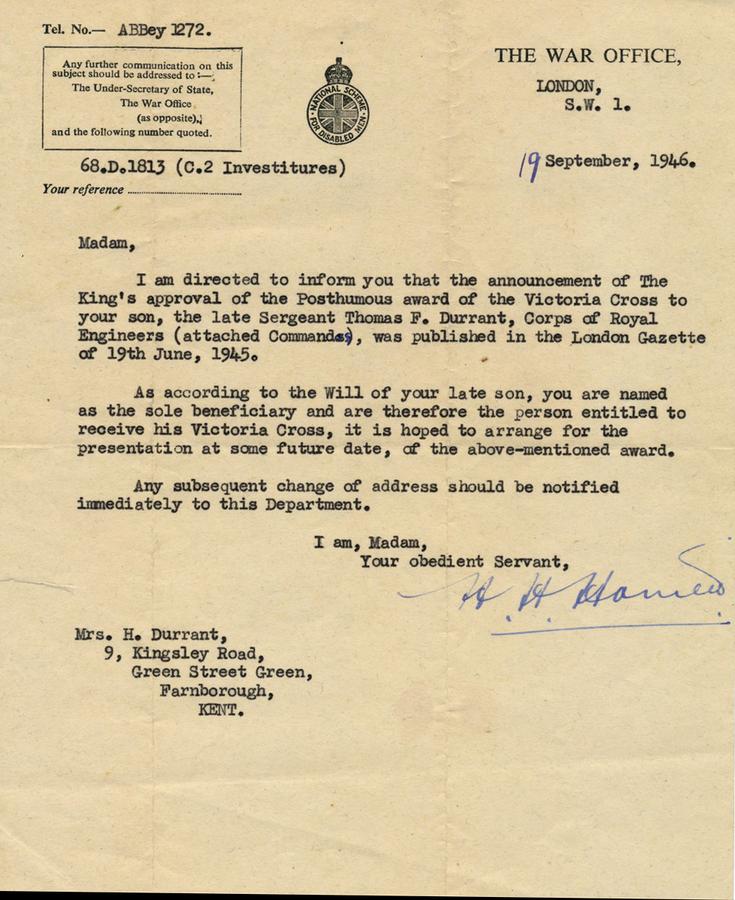 Tel. No.— ABBey 1272.
Any further communication on this
subject should be addressed to :—
The Under-Secretary of State,
The War Office
(as opposite),
and the following number quoted.
68.D.1813 (C.2 Investitures)
Your reference
NATIONAL SCHEME
FOR DISABLED MEN
THE WAR OFFICE,
LONDON,
S.W. 1.
19 September, 1946.
Madam,
I am directed to inform you that the announcement of The
King's approval of the Posthumous award of the Victoria Cross to
your son, the late Sergeant Thomas F. Durrant, Corps of Royal
Engineers (attached Commandos), was published in the London Gazette
of 19th June, 1945.
As according to the Will of your late son, you are named
as the sole beneficiary and are therefore the person entitled to
receive his Victoria Cross, it is hoped to arrange for the
presentation at some future date, of the above-mentioned award.
Any subsequent change of address should be notified
immediately to this Department.
I am, Madam,
Your obedient Servant,
H. H.
Mrs. H. Durrant,
9, Kingsley Road,
Green Street Green,
Farnborough,
KENT.